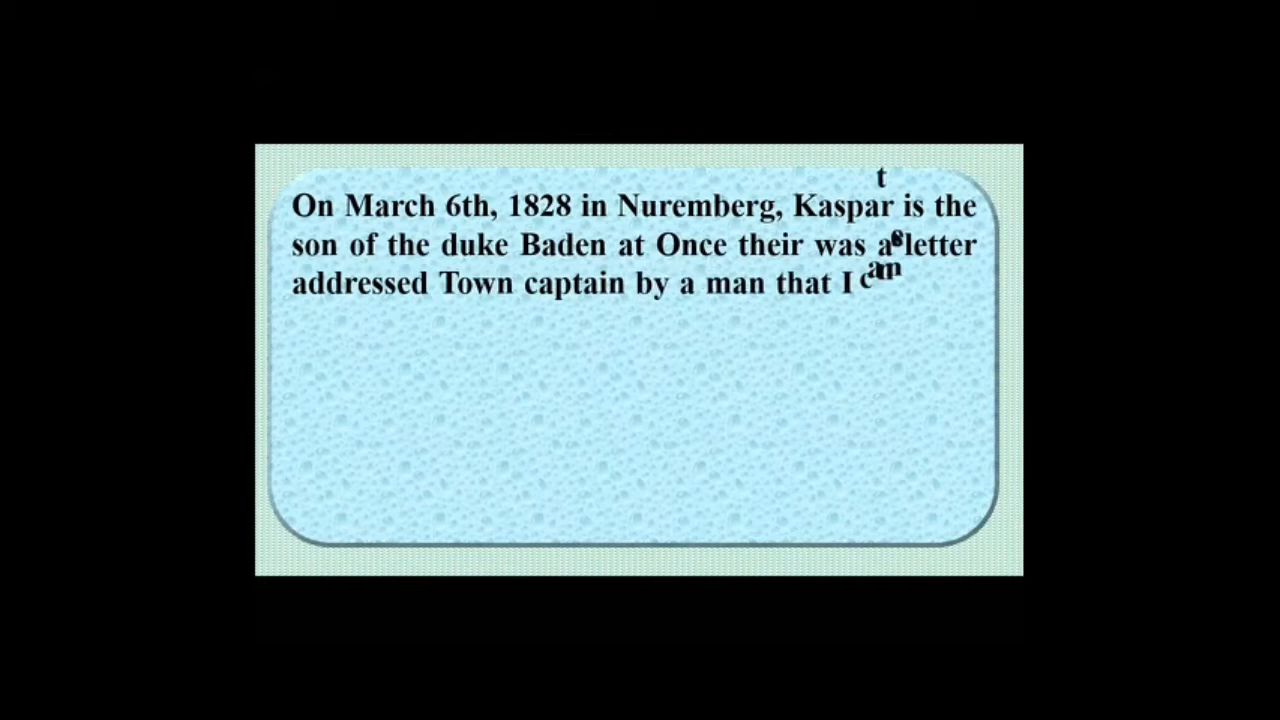 On March 6th, 1828 in Nuremberg, Kaspar is the
son of the duke Baden at Once their was a letter
addressed Town captain by a man that I